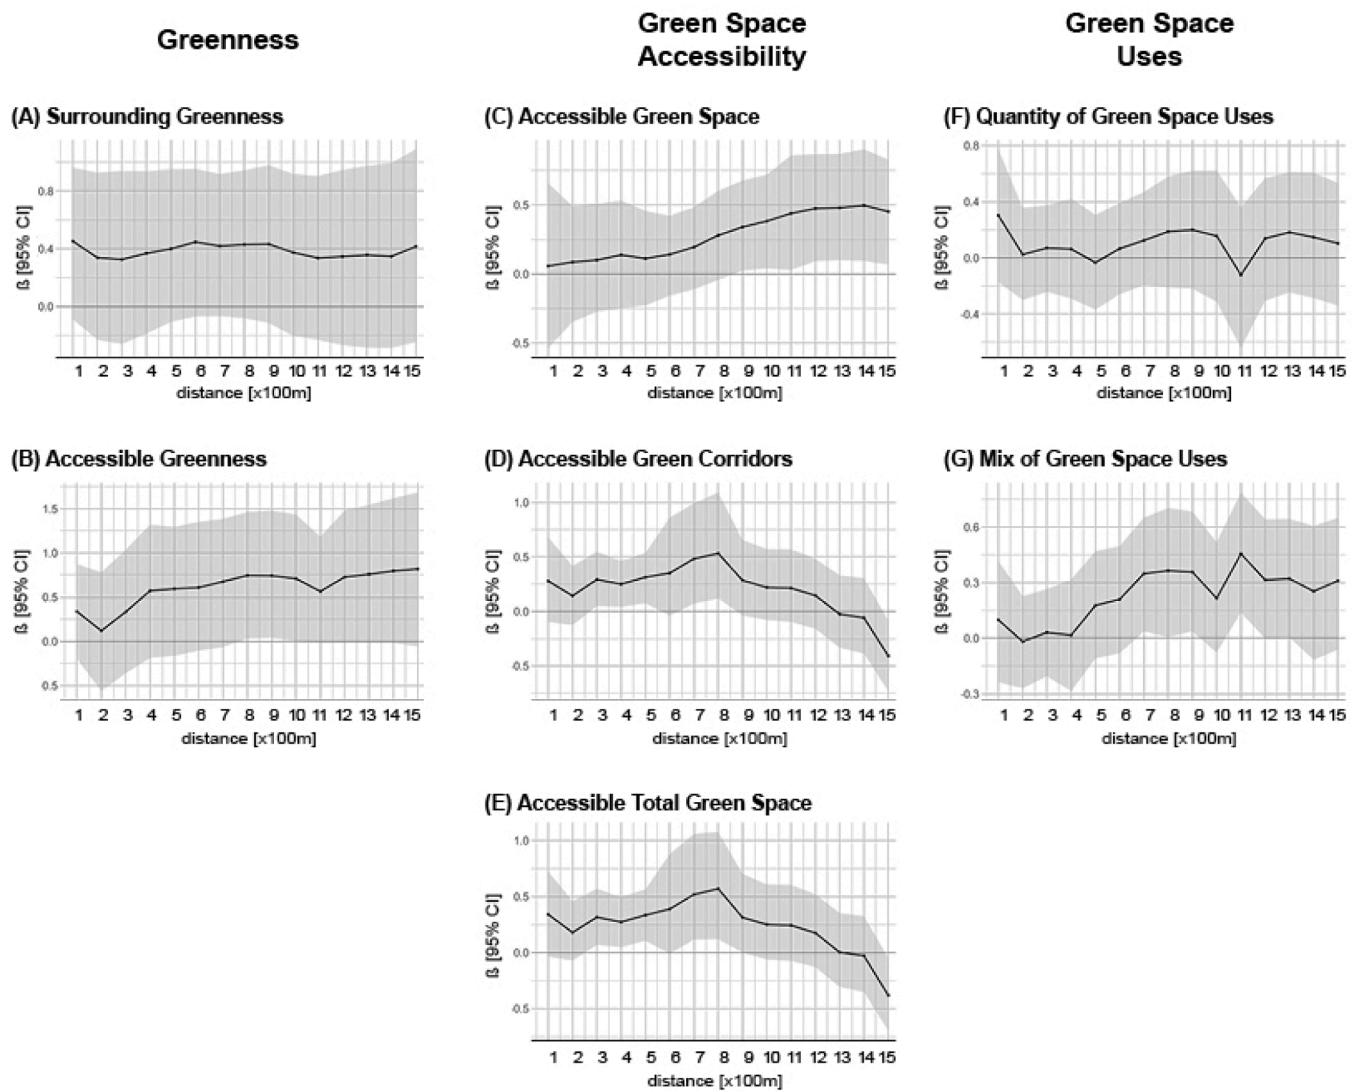 Greenness
Green Space
Accessibility
Green Space
Uses
(A) Surrounding Greenness
0.8
0.4
0.0
ß [95% CI]
1 2 3 4 5 6 7 8 9 10 11 12 13 14 15
distance [x100m]
(B) Accessible Greenness
1.5
1.0
0.5
0.0
0.5
ß [95% CI]
1 2 3 4 5 6 7 8 9 10 11 12 13 14 15
distance [x100m]
(C) Accessible Green Space
0.5
0.0
-0.5
ß [95% CI]
1 2 3 4 5 6 7 8 9 10 11 12 13 14 15
distance [x100m]
(D) Accessible Green Corridors
1.0
0.5
0.0
-0.5
ß [95% CI]
1 2 3 4 5 6 7 8 9 10 11 12 13 14 15
distance [x100m]
(E) Accessible Total Green Space
1.0
0.5
0.0
-0.5
ß [95% CI]
1 2 3 4 5 6 7 8 9 10 11 12 13 14 15
distance [x100m]
(F) Quantity of Green Space Uses
0.8
0.4
0.0
-0.4
ß [95% CI]
1 2 3 4 5 6 7 8 9 10 11 12 13 14 15
distance [x100m]
(G) Mix of Green Space Uses
0.6
0.3
0.0
-0.3
ß [95% CI]
1 2 3 4 5 6 7 8 9 10 11 12 13 14 15
distance [x100m]